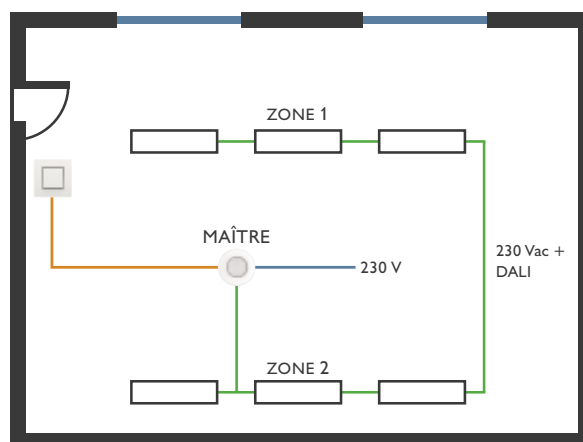 ZONE 1
MAÎTRE
230 V
230 Vac +
DALI
ZONE 2